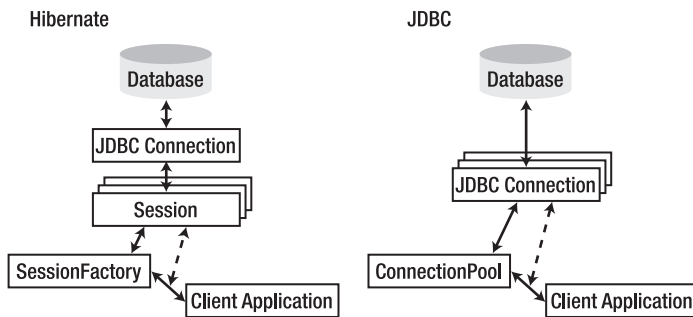 Hibernate
Database
JDBC Connection
Session
SessionFactory
Client Application
JDBC
Database
JDBC Connection
ConnectionPool
Client Application